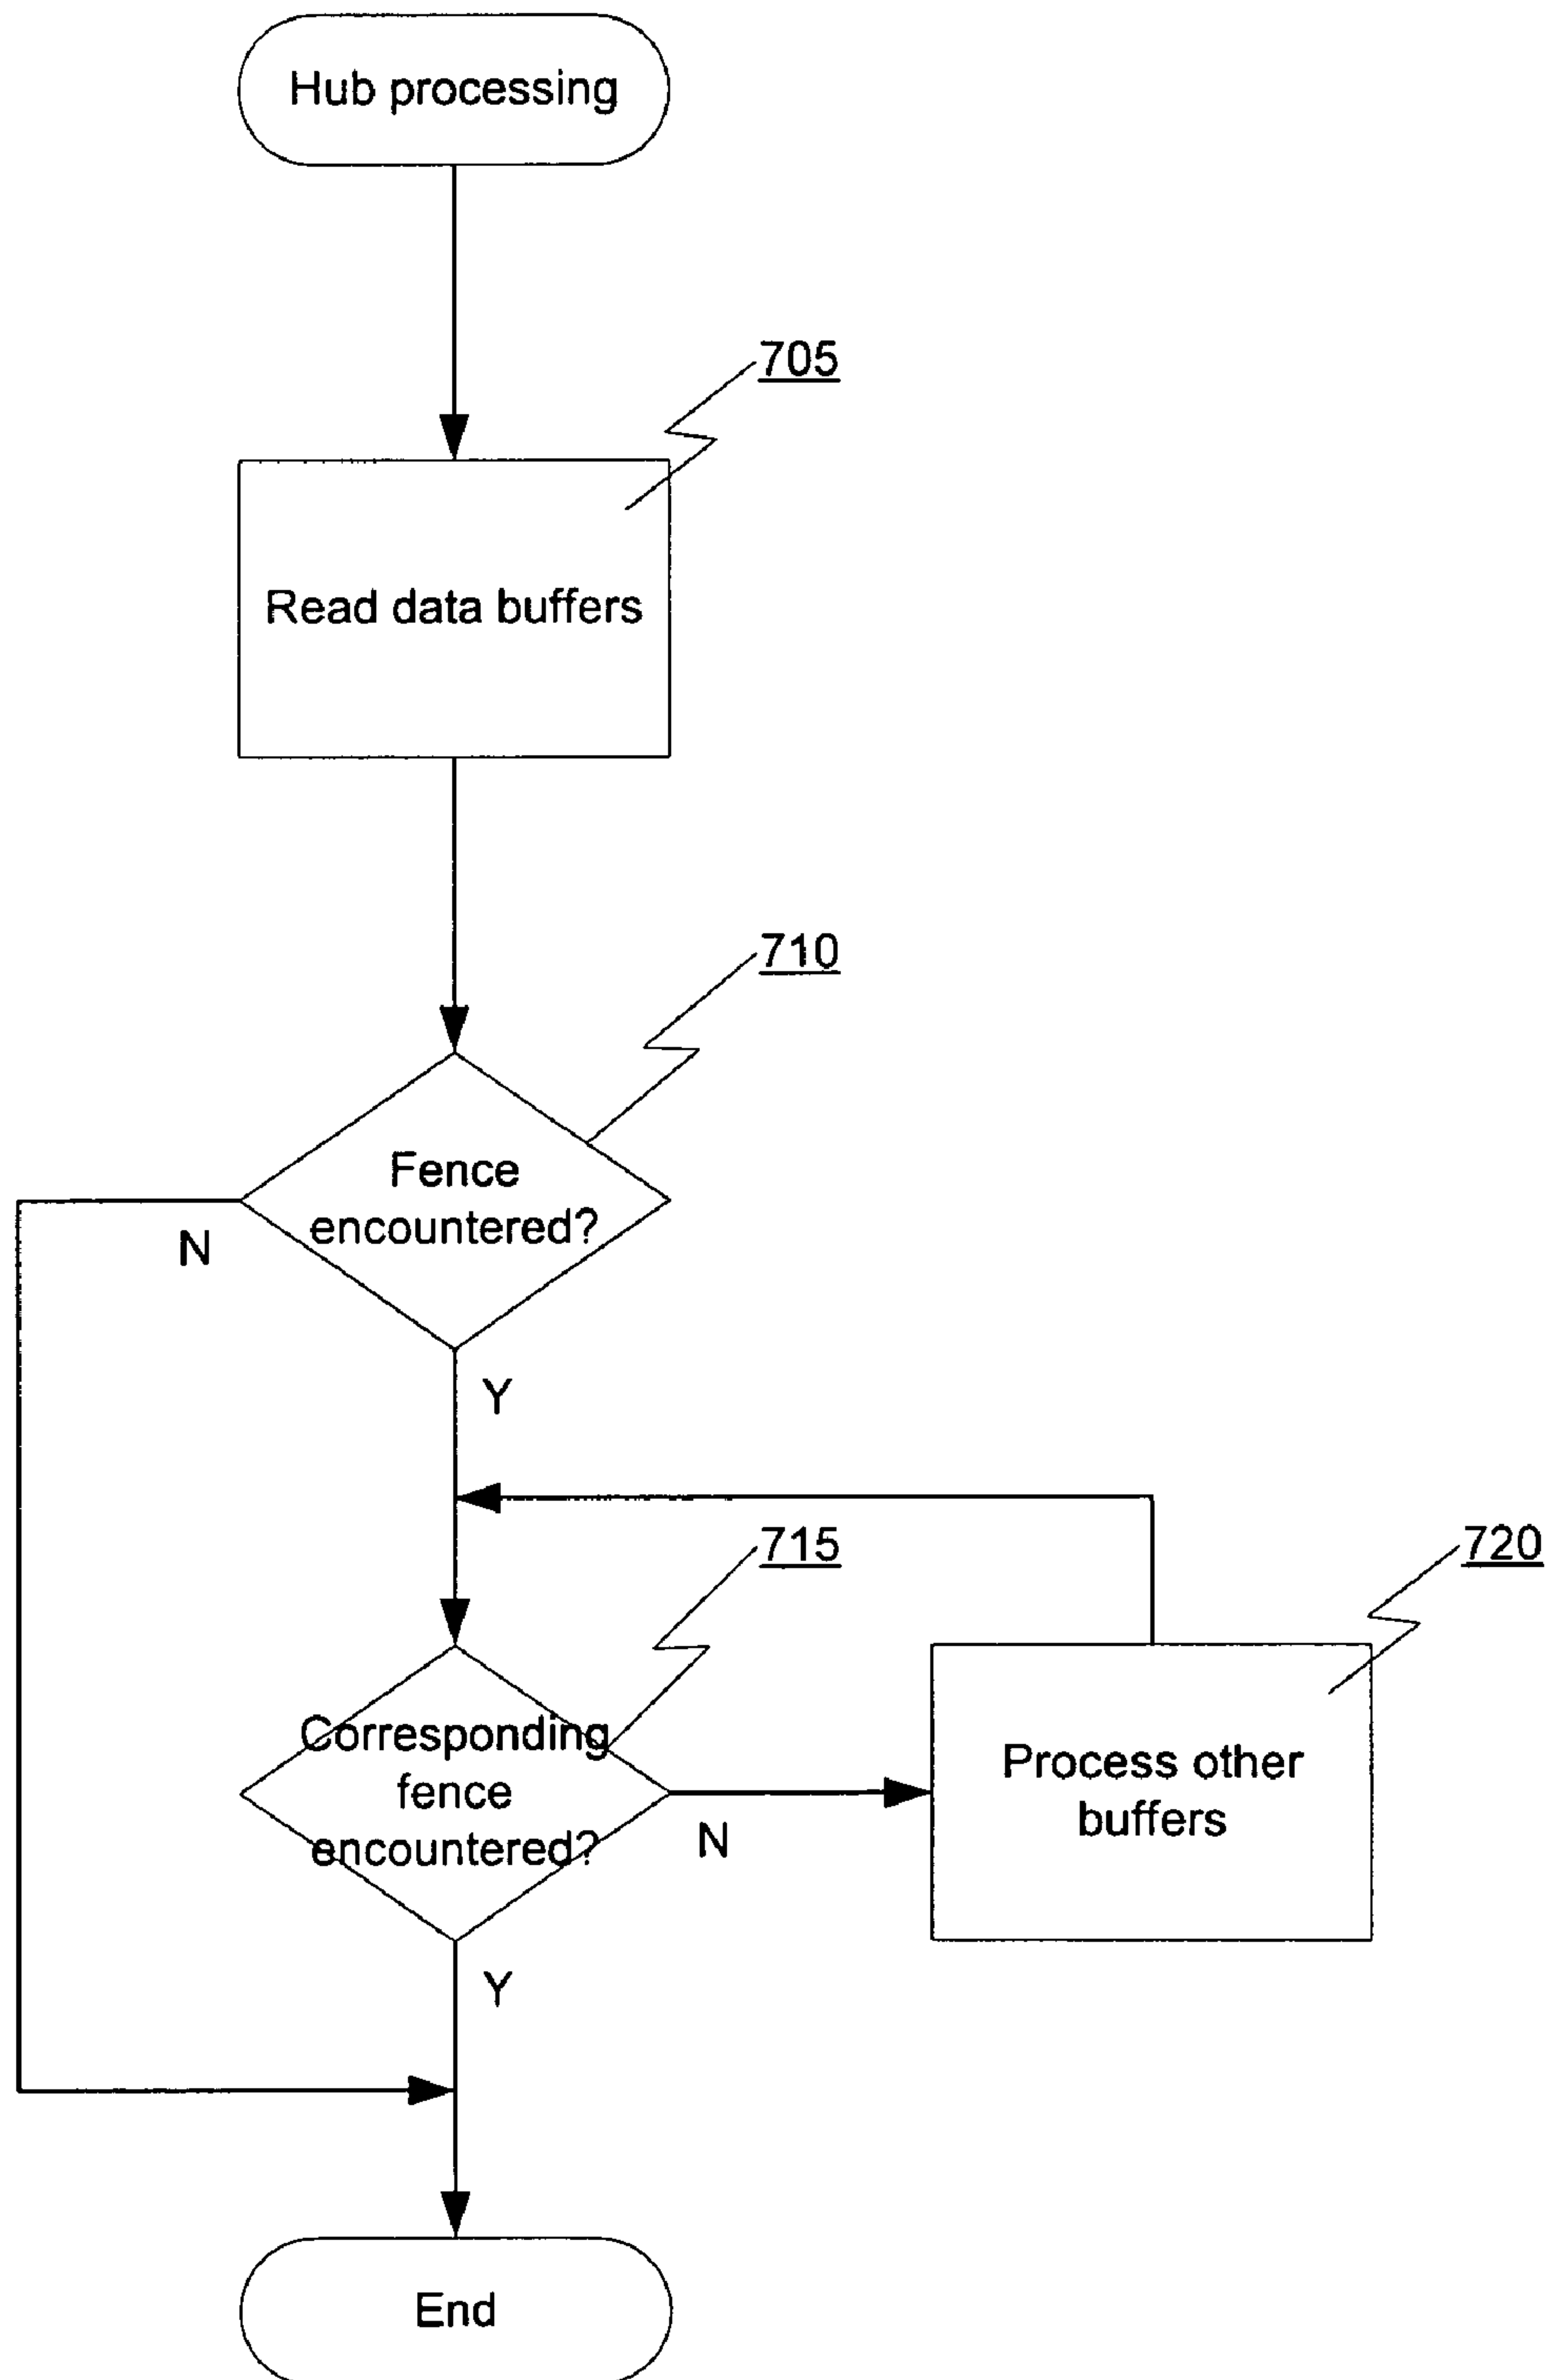 Hub processing
705
Read data buffers
710
Fence
encountered?
N
Y
715
720
Corresponding
fence
encountered?
N
Process other
buffers
Y
End